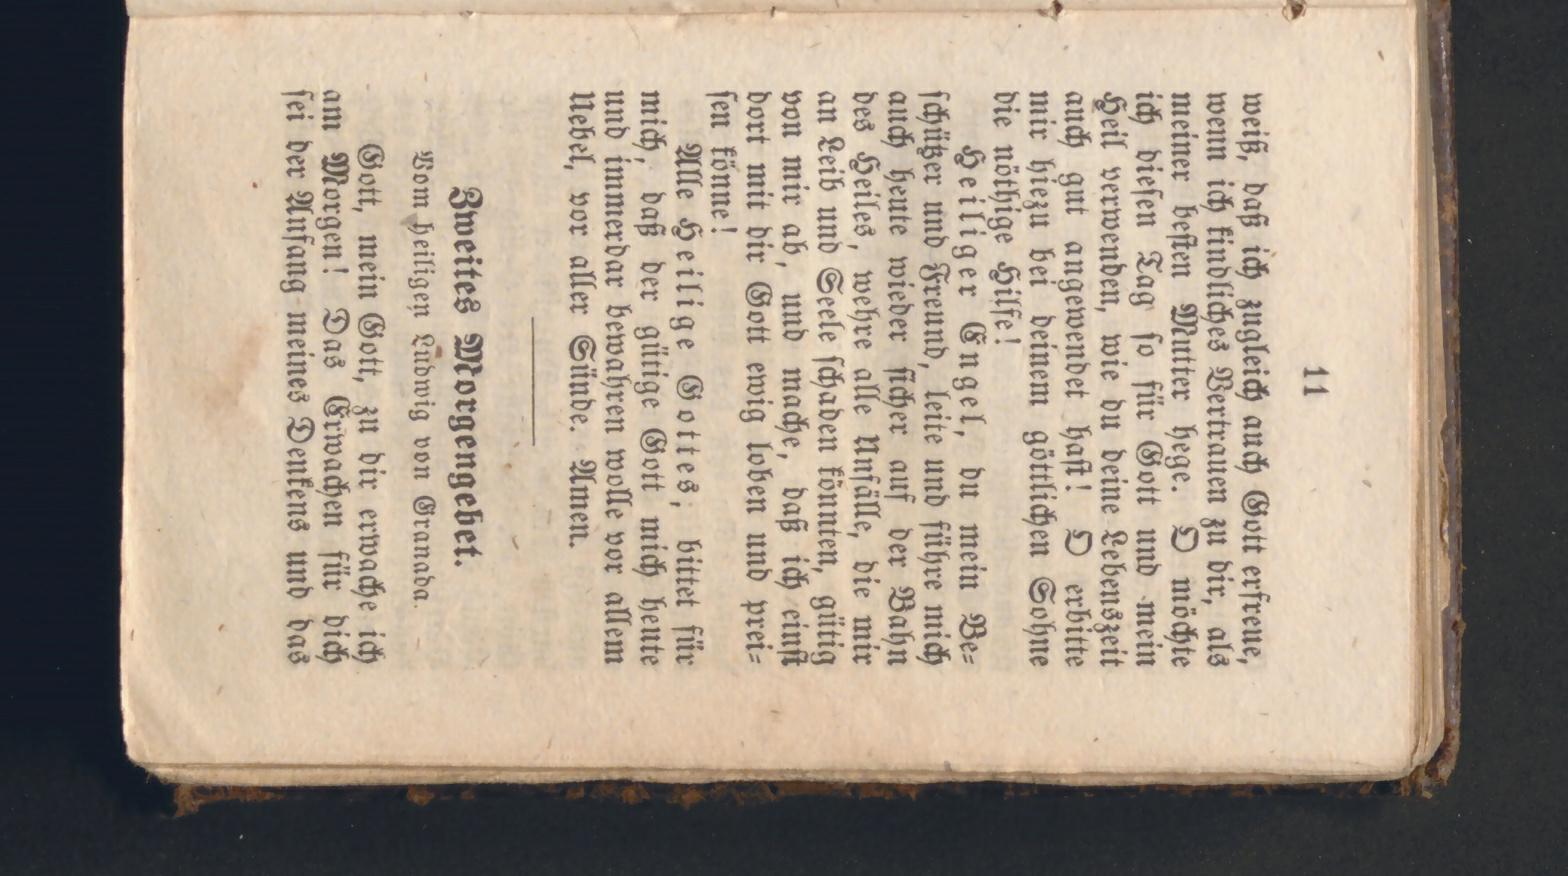 11
weiß, daß ich zugleich auch Gott erfreue,
wenn ich kindliches Vertrauen zu dir, als
meiner besten Mutter hege. O möchte
ich diesen Tag so für Gott und mein
Heil verwenden, wie du deine Lebenszeit
auch gut angewendet hast! O erbitte
mir hiezu bei deinem göttlichen Sohne
die nöthige Hilfe!
Heiliger Engel, du mein Be-
schützer und Freund, leite und führe mich
auch heute wieder sicher auf der Bahn
des Heiles, wehre alle Unfälle, die mir
an Leib und Seele schaden könnten, gütig
von mir ab, und mache, daß ich einst
dort mit dir Gott ewig loben und prei-
sen könne!
Alle Heilige Gottes, bittet für
mich, daß der gütige Gott mich heute
und immerdar bewahren wolle vor allem
Uebel, vor aller Sünde. Amen.
Zweites Morgengebet.
Vom heiligen Ludwig von Granada.
Gott, mein Gott, zu dir erwache ich
am Morgen! Das Erwachen für dich
sei der Anfang meines Denkens und das